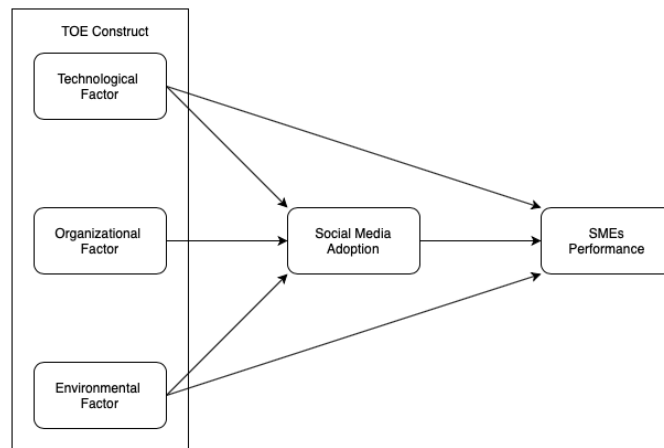 TOE Construct
Technological
Factor
Organizational
Factor
Social Media
Adoption
SMEs
Performance
Environmental
Factor